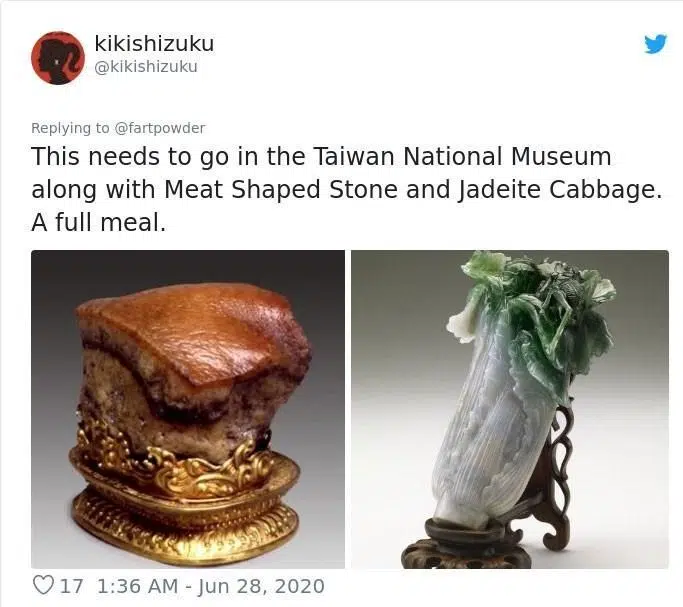 kikishizuku
@kikishizuku
Replying to @fartpowder
This needs to go in the Taiwan National Museum
along with Meat Shaped Stone and Jadeite Cabbage.
A full meal.
17 1:36 AM - Jun 28, 2020